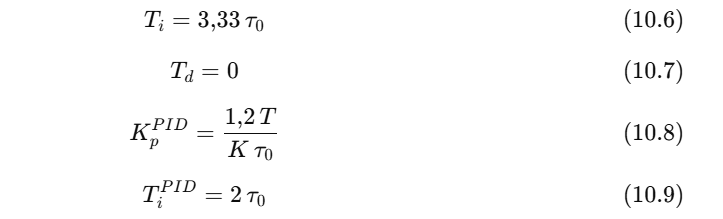 T_i = 3,33 τ_0 (10.6)
T_d = 0 (10.7)
K_p^{PID} = \frac{1,2 T}{K τ_0} (10.8)
T_i^{PID} = 2 τ_0 (10.9)